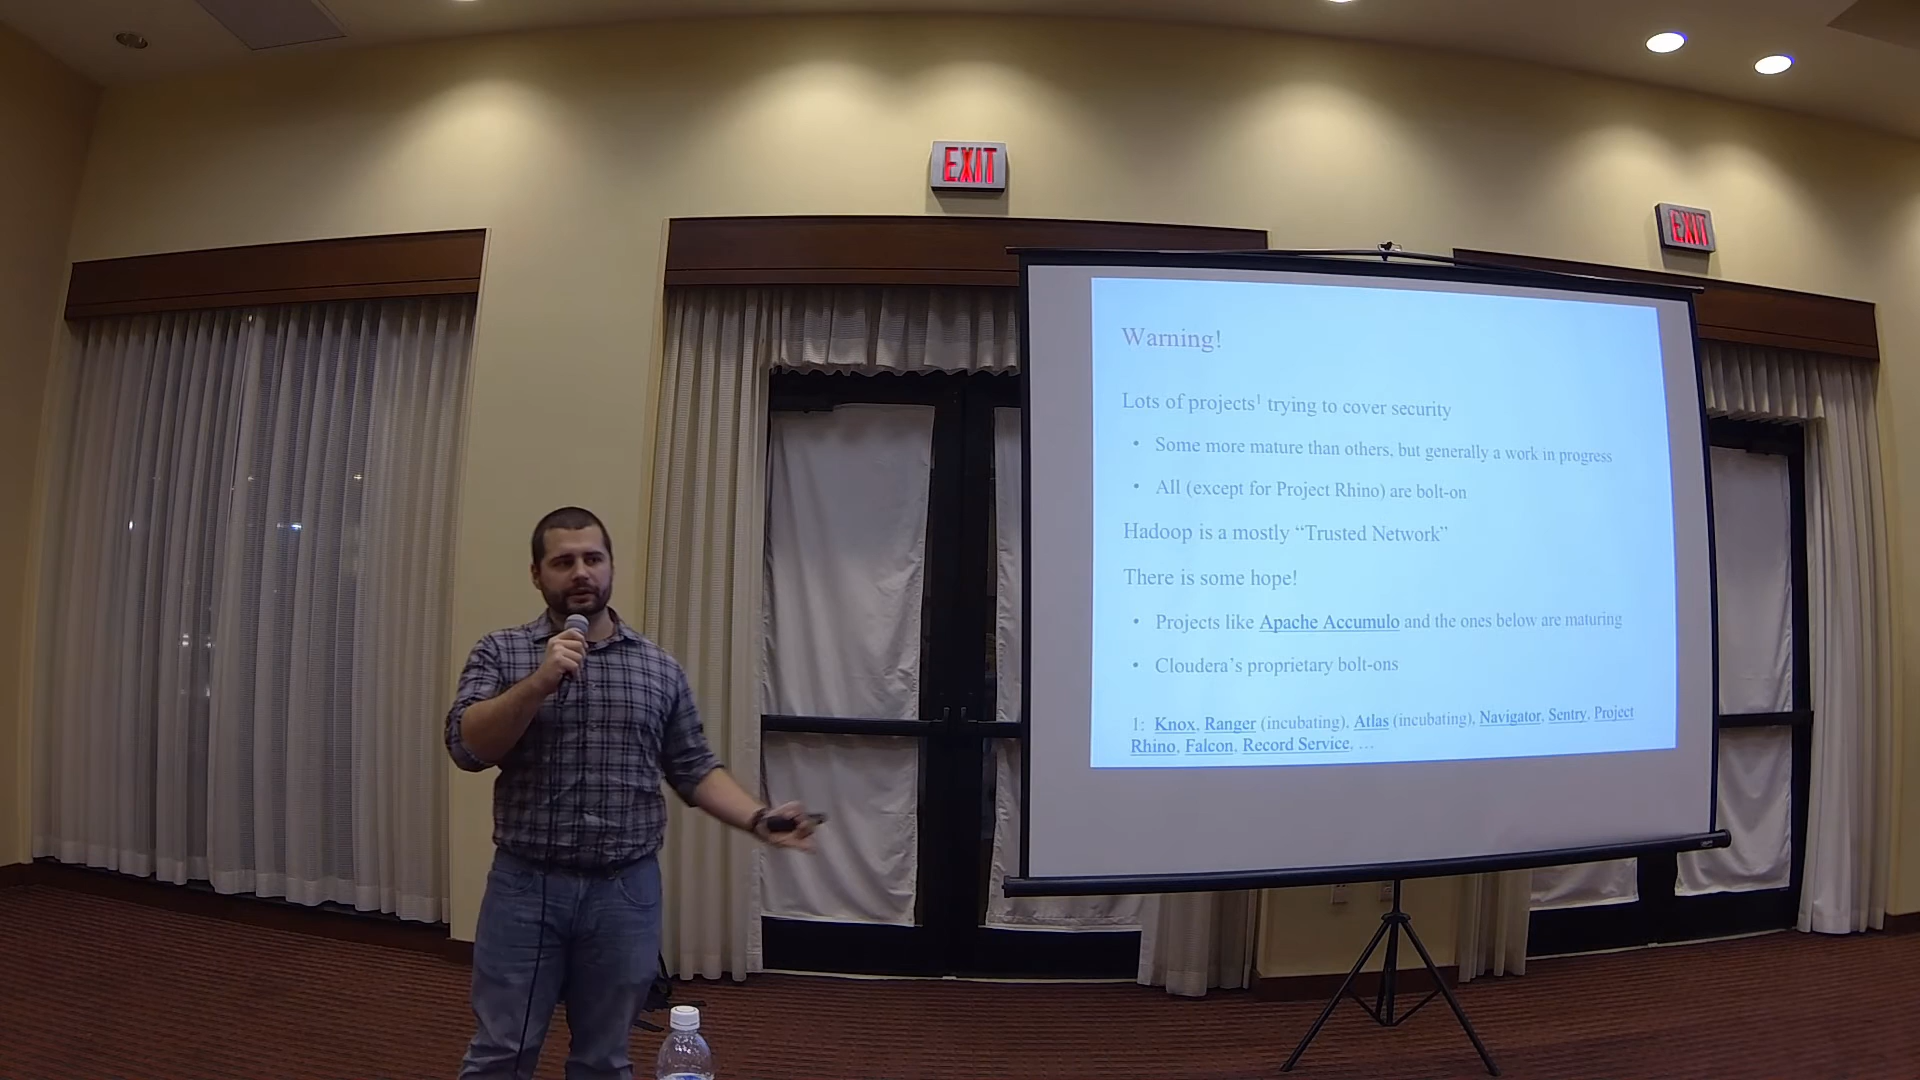 EXIT
EXIT
Warning!
Lots of projects¹ trying to cover security
• Some more mature than others, but generally a work in progress
• All (except for Project Rhino) are bolt-on
Hadoop is a mostly “Trusted Network”
There is some hope!
• Projects like Apache Accumulo and the ones below are maturing
• Cloudera’s proprietary bolt-ons
1: Knox, Ranger (incubating), Atlas (incubating), Navigator, Sentry, Project
Rhino, Falcon, Record Service, …